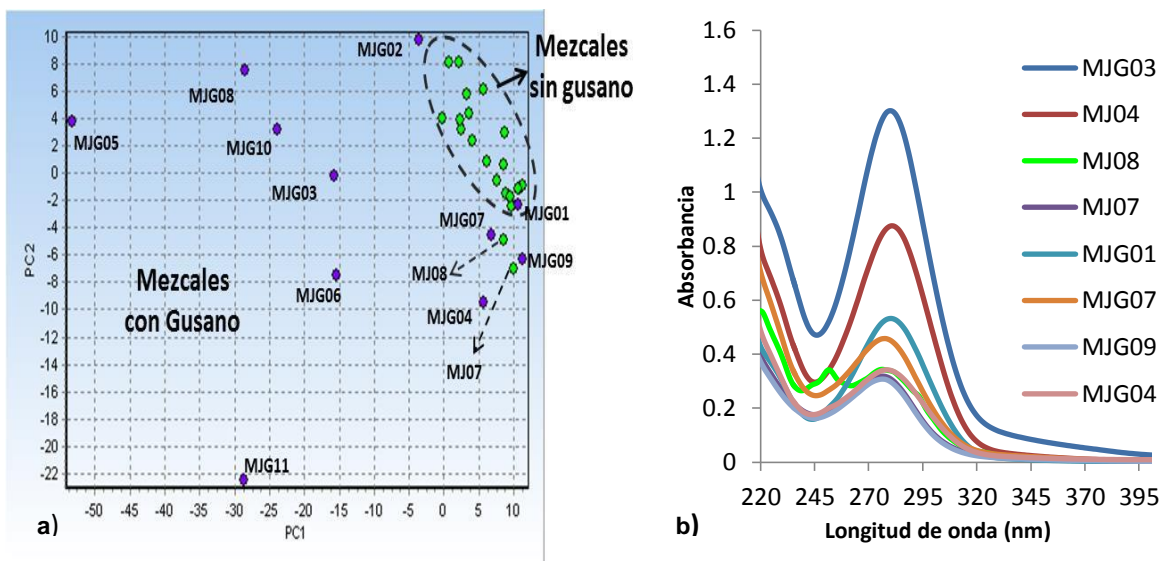 10
8
6
4
2
0
-2
-4
-6
-8
-10
-12
-14
-16
-18
-20
-22
PC2
-50 -45 -40 -35 -30 -25 -20 -15 -10 -5 0 5 10
PC1
a)
MJG02
Mezcales
sin gusano
MJG08
MJG05
MJG10
MJG03
MJG01
MJG07
MJ08
MJG09
MJG06
MJG04
Mezcales
con Gusano
MJ07
MJG11
1.6
1.4
1.2
1
0.8
0.6
0.4
0.2
0
Absorbancia
220 245 270 295 320 345 370 395
Longitud de onda (nm)
b)
MJG03
MJ04
MJ08
MJ07
MJG01
MJG07
MJG09
MJG04